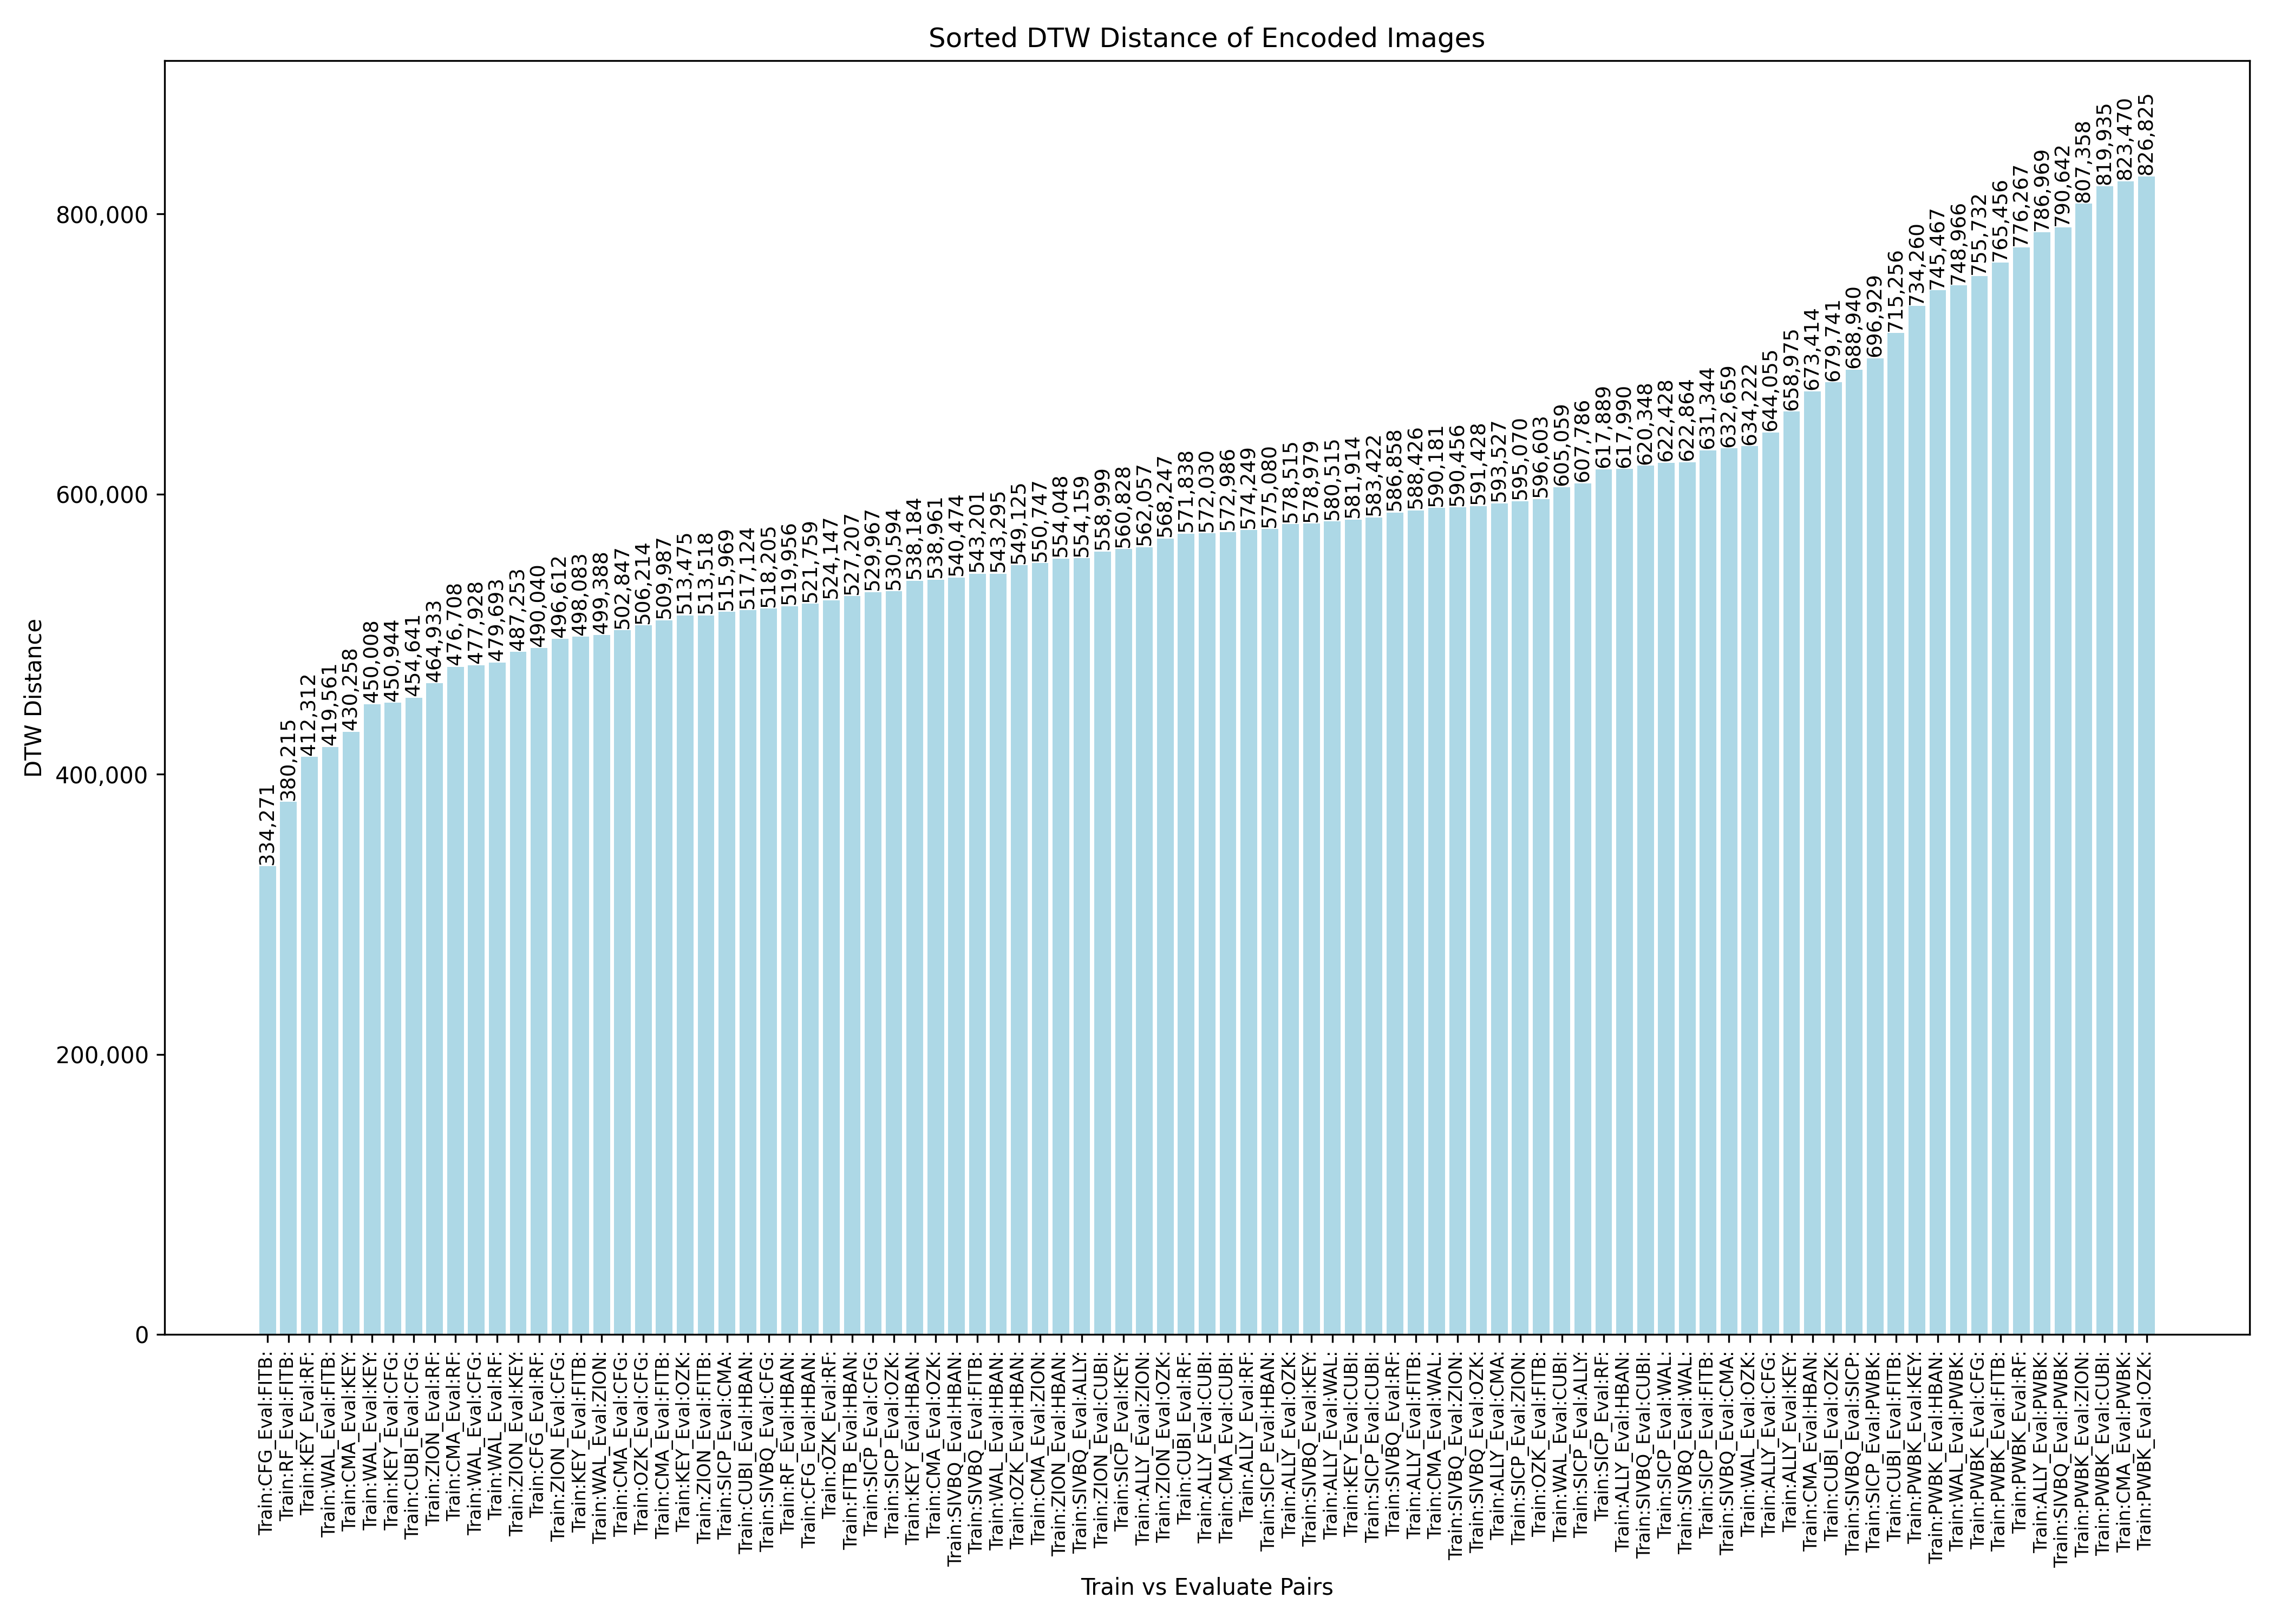 Sorted DTW Distance of Encoded Images
DTW Distance
800,000
600,000
400,000
200,000
0
334,271
380,215
412,312
419,561
430,258
450,008
450,944
454,641
464,933
476,708
477,928
479,693
487,253
490,040
496,612
498,083
499,388
502,847
506,214
509,987
513,475
513,518
515,969
517,124
518,205
519,956
521,759
524,147
527,207
529,967
530,594
538,184
538,961
540,474
543,201
543,295
549,125
550,747
554,048
554,159
558,999
560,828
562,057
568,247
571,838
572,030
572,986
574,249
575,080
578,515
578,979
580,515
581,914
583,422
586,858
588,426
590,181
590,456
591,428
593,527
595,070
596,603
605,059
607,786
617,889
617,990
620,348
622,428
622,864
631,344
632,659
634,222
644,055
658,975
673,414
679,741
688,940
696,929
715,256
734,260
745,467
748,966
755,732
765,456
776,267
786,969
790,642
807,358
819,935
823,470
826,825
Train:CFG_Eval:FITB:
Train:RF_Eval:FITB:
Train:KEY_Eval:RF:
Train:WAL_Eval:FITB:
Train:CMA_Eval:KEY:
Train:WAL_Eval:KEY:
Train:KEY_Eval:CFG:
Train:CUBI_Eval:CFG:
Train:ZION_Eval:RF:
Train:CMA_Eval:RF:
Train:WAL_Eval:CFG:
Train:WAL_Eval:RF:
Train:ZION_Eval:KEY:
Train:CFG_Eval:RF:
Train:ZION_Eval:CFG:
Train:KEY_Eval:FITB:
Train:WAL_Eval:ZION:
Train:CMA_Eval:CFG:
Train:OZK_Eval:CFG:
Train:CMA_Eval:FITB:
Train:KEY_Eval:OZK:
Train:ZION_Eval:FITB:
Train:SICP_Eval:CMA:
Train:CUBI_Eval:HBAN:
Train:SIVBQ_Eval:CFG:
Train:RF_Eval:HBAN:
Train:CFG_Eval:HBAN:
Train:OZK_Eval:RF:
Train:FITB_Eval:HBAN:
Train:SICP_Eval:CFG:
Train:SICP_Eval:OZK:
Train:KEY_Eval:HBAN:
Train:CMA_Eval:OZK:
Train:SIVBQ_Eval:HBAN:
Train:SIVBQ_Eval:FITB:
Train:WAL_Eval:HBAN:
Train:OZK_Eval:HBAN:
Train:CMA_Eval:ZION:
Train:ZION_Eval:HBAN:
Train:SIVBQ_Eval:ALLY:
Train:ZION_Eval:CUBI:
Train:SICP_Eval:KEY:
Train:ALLY_Eval:ZION:
Train:ZION_Eval:OZK:
Train:CUBI_Eval:RF:
Train:ALLY_Eval:CUBI:
Train:CMA_Eval:CUBI:
Train:ALLY_Eval:RF:
Train:SICP_Eval:HBAN:
Train:ALLY_Eval:OZK:
Train:SIVBQ_Eval:KEY:
Train:ALLY_Eval:WAL:
Train:KEY_Eval:CUBI:
Train:SICP_Eval:CUBI:
Train:SIVBQ_Eval:RF:
Train:ALLY_Eval:FITB:
Train:CMA_Eval:WAL:
Train:SIVBQ_Eval:ZION:
Train:SIVBQ_Eval:OZK:
Train:ALLY_Eval:CMA:
Train:SICP_Eval:ZION:
Train:OZK_Eval:FITB:
Train:WAL_Eval:CUBI:
Train:SICP_Eval:ALLY:
Train:SICP_Eval:RF:
Train:ALLY_Eval:HBAN:
Train:SIVBQ_Eval:CUBI:
Train:SICP_Eval:WAL:
Train:SIVBQ_Eval:WAL:
Train:SICP_Eval:FITB:
Train:SIVBQ_Eval:CMA:
Train:WAL_Eval:OZK:
Train:ALLY_Eval:CFG:
Train:ALLY_Eval:KEY:
Train:CMA_Eval:HBAN:
Train:CUBI_Eval:OZK:
Train:SIVBQ_Eval:SICP:
Train:SICP_Eval:PWBK:
Train:CUBI_Eval:FITB:
Train:PWBK_Eval:KEY:
Train:PWBK_Eval:HBAN:
Train:WAL_Eval:PWBK:
Train:PWBK_Eval:CFG:
Train:PWBK_Eval:FITB:
Train:PWBK_Eval:RF:
Train:ALLY_Eval:PWBK:
Train:SIVBQ_Eval:PWBK:
Train:PWBK_Eval:ZION:
Train:PWBK_Eval:CUBI:
Train:CMA_Eval:PWBK:
Train:PWBK_Eval:OZK:
Train vs Evaluate Pairs